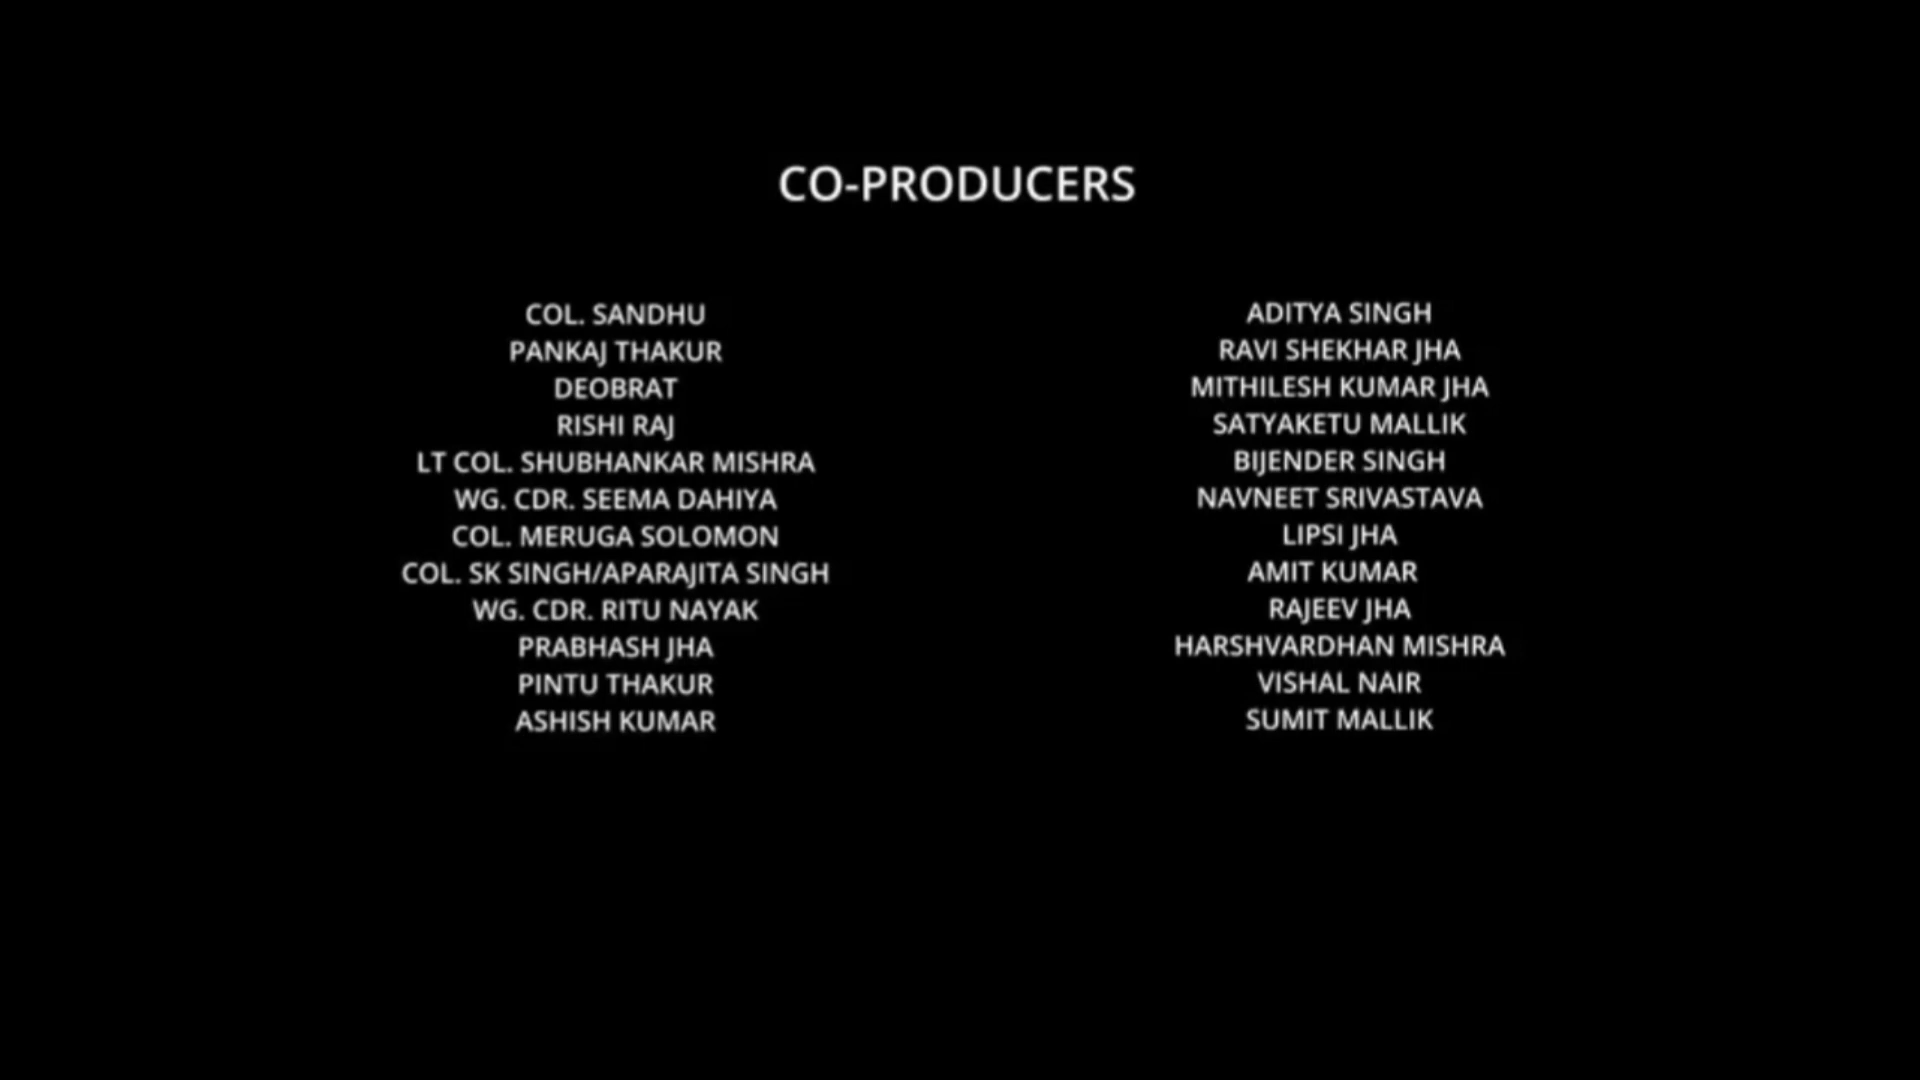 CO-PRODUCERS
COL. SANDHU
PANKAJ THAKUR
DEOBRAT
RISHI RAJ
LT COL. SHUBHANKAR MISHRA
WG. CDR. SEEMA DAHIYA
COL. MERUGA SOLOMON
COL. SK SINGH/APARAJITA SINGH
WG. CDR. RITU NAYAK
PRABHASH JHA
PINTU THAKUR
ASHISH KUMAR
ADITYA SINGH
RAVI SHEKHAR JHA
MITHILESH KUMAR JHA
SATYAKETU MALLIK
BIJENDER SINGH
NAVNEET SRIVASTAVA
LIPSI JHA
AMIT KUMAR
RAJEEV JHA
HARSHVARDHAN MISHRA
VISHAL NAIR
SUMIT MALLIK